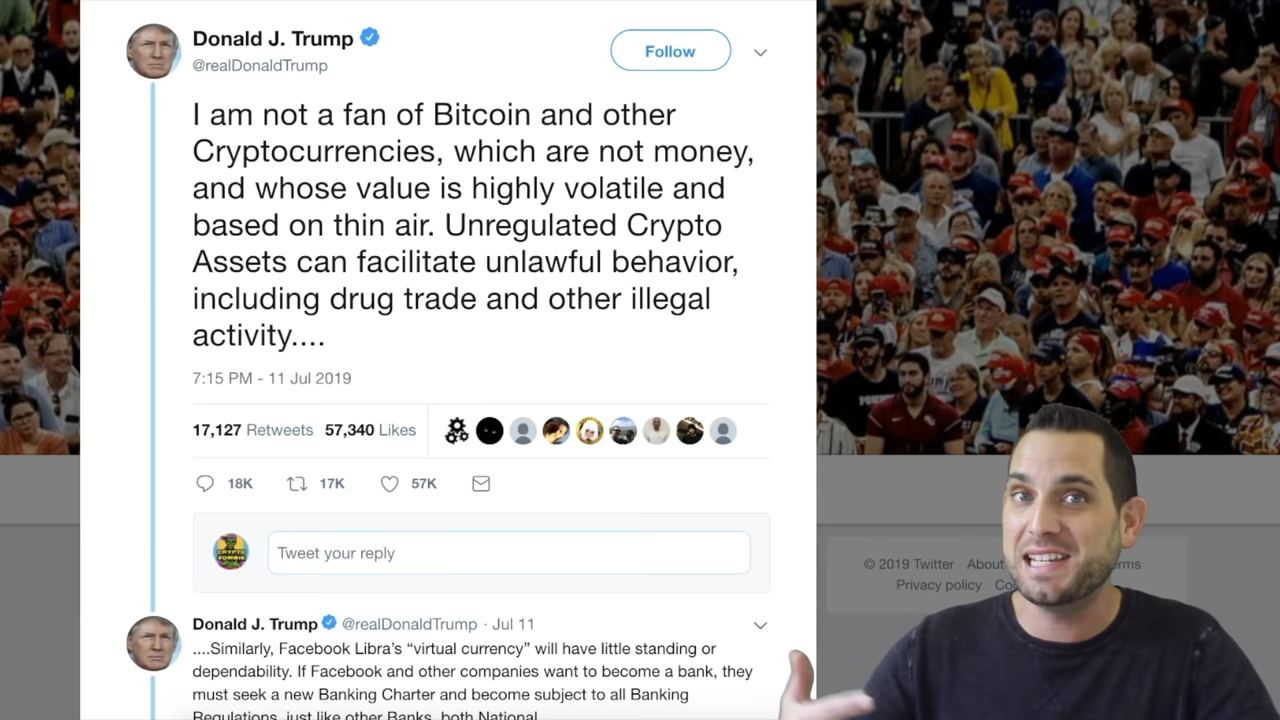 Donald J. Trump
@realDonaldTrump
Follow
I am not a fan of Bitcoin and other
Cryptocurrencies, which are not money,
and whose value is highly volatile and
based on thin air. Unregulated Crypto
Assets can facilitate unlawful behavior,
including drug trade and other illegal
activity....
7:15 PM - 11 Jul 2019
17,127 Retweets 57,340 Likes
18K 17K 57K
CRYPTO
ZOMBIE
Tweet your reply
Donald J. Trump @realDonaldTrump · Jul 11
....Similarly, Facebook Libra's “virtual currency” will have little standing or
dependability. If Facebook and other companies want to become a bank, they
must seek a new Banking Charter and become subject to all Banking
Regulations, just like other Banks, both National
© 2019 Twitter About
Privacy policy